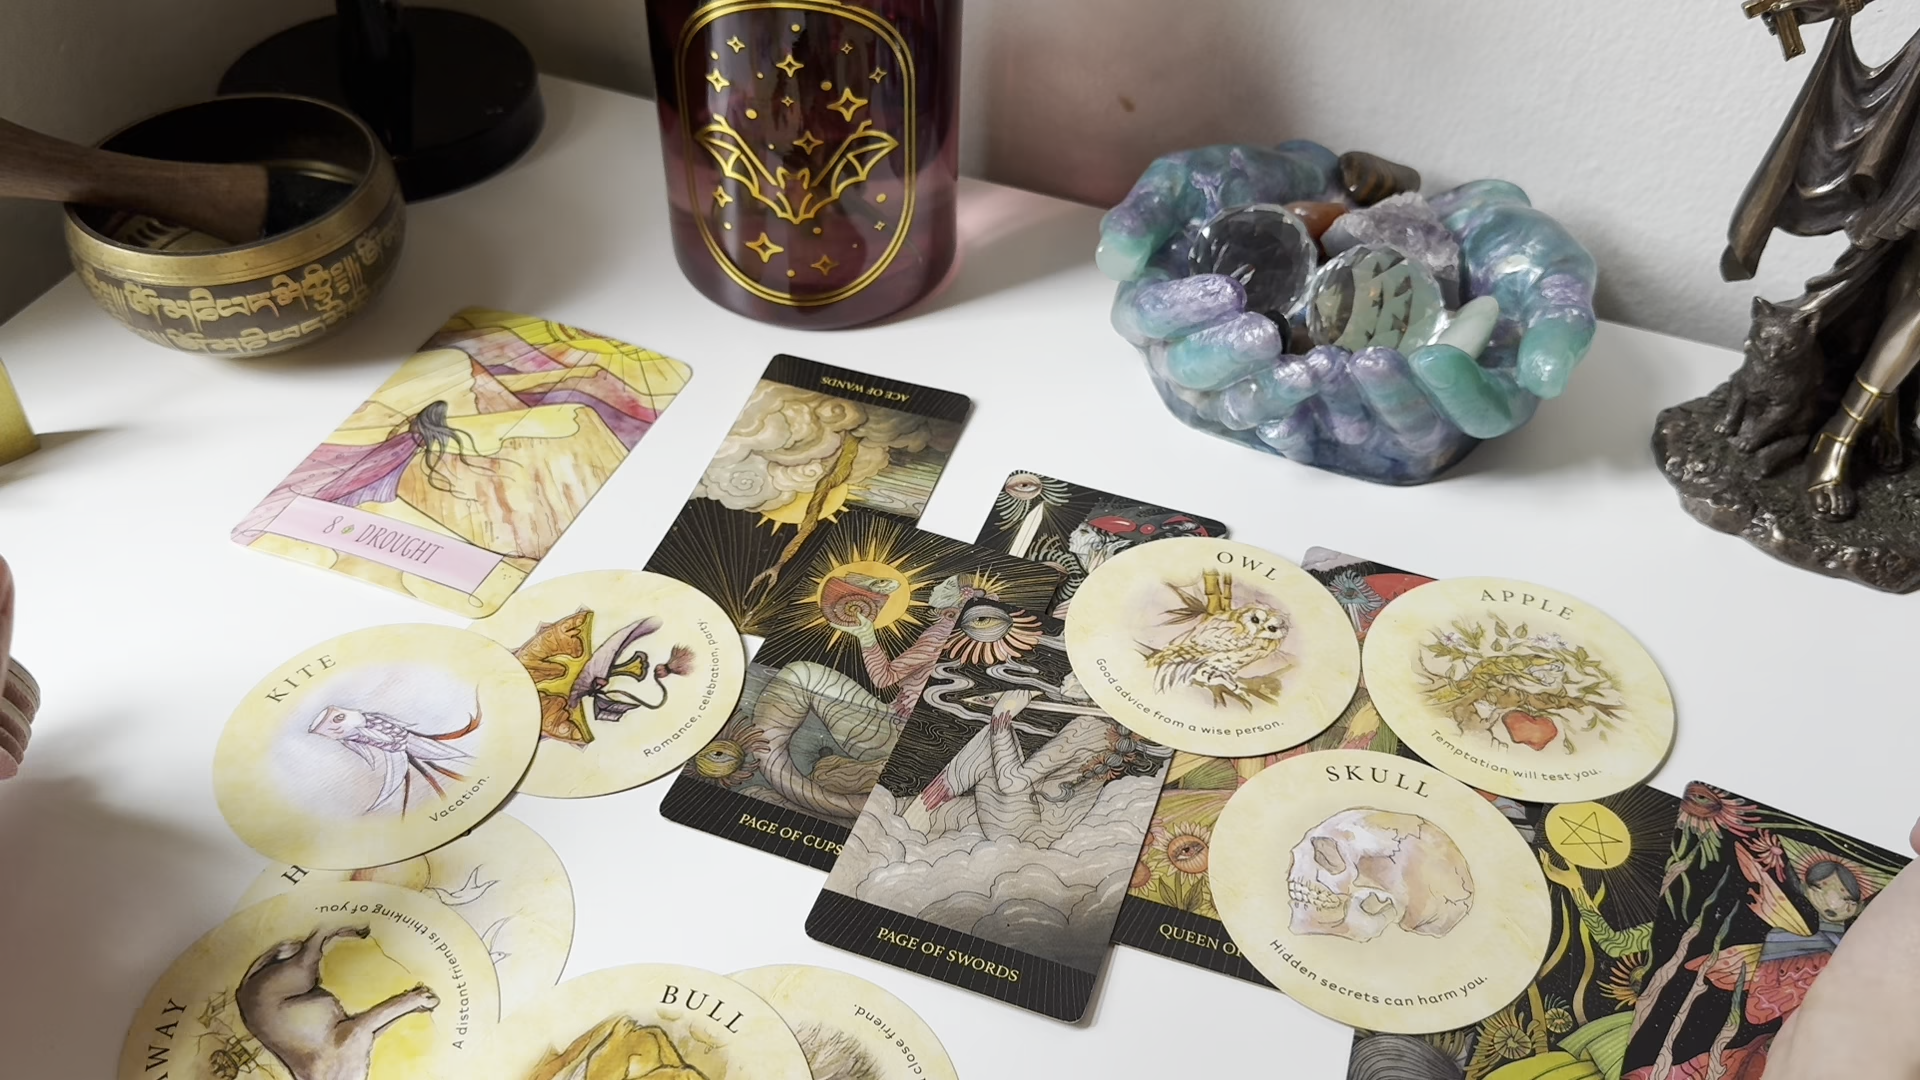 ACE OF WANDS
8 DROUGHT
OWL
Good advice from a wise person.
APPLE
Temptation will test you.
KITE
Vacation.
Romance, celebration, party.
PAGE OF CUPS
SKULL
Hidden secrets can harm you.
PAGE OF SWORDS
QUEEN O
H
A distant friend is thinking of you.
WAY
BULL
close friend.